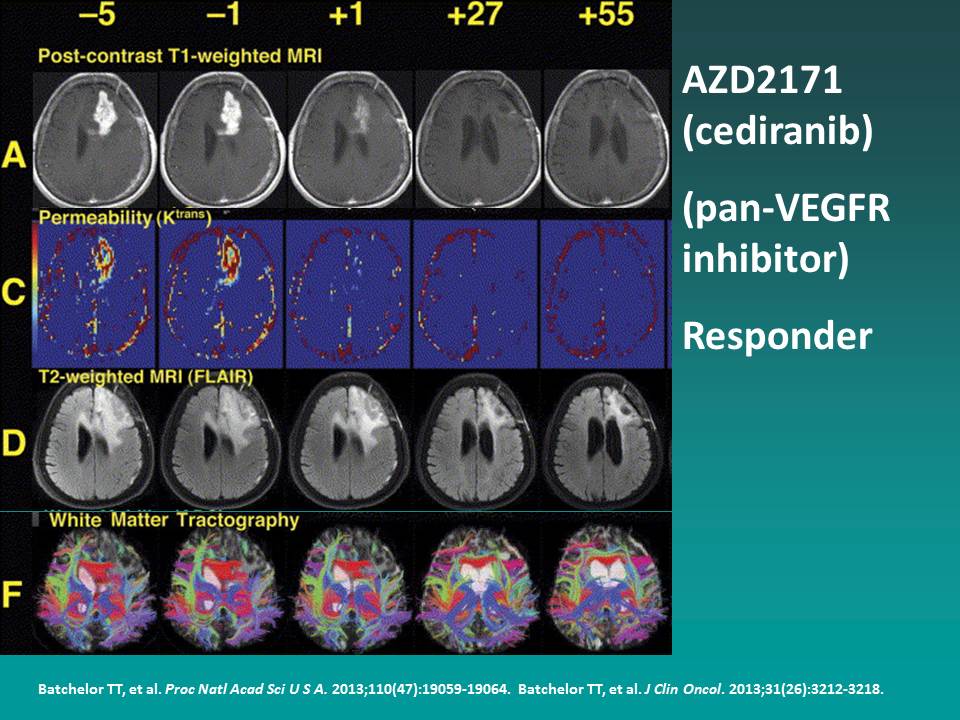 –5 –1 +1 +27 +55
Post-contrast T1-weighted MRI
A
Permeability (Ktrans)
C
T2-weighted MRI (FLAIR)
D
White Matter Tractography
F
AZD2171
(cediranib)
(pan-VEGFR
inhibitor)
Responder
Batchelor TT, et al. Proc Natl Acad Sci U S A. 2013;110(47):19059-19064. Batchelor TT, et al. J Clin Oncol. 2013;31(26):3212-3218.